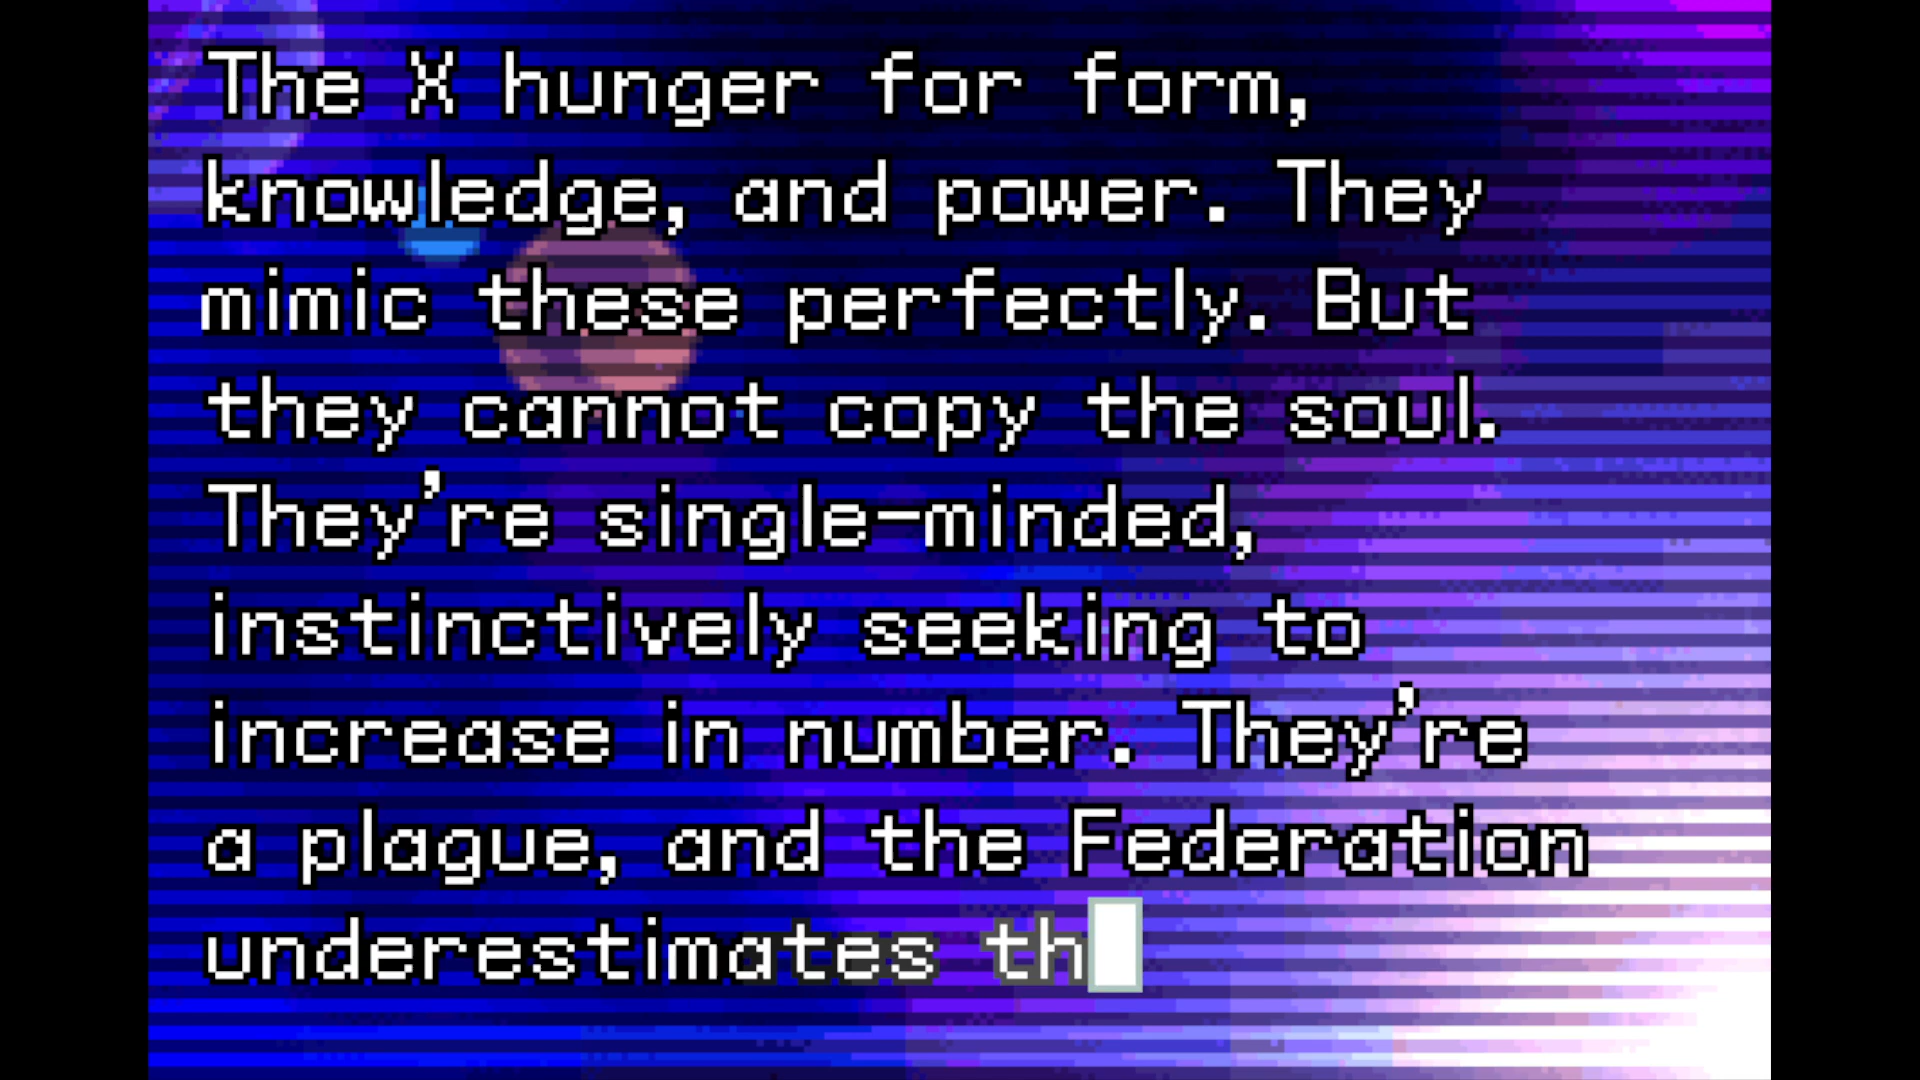 The X hunger for form,
knowledge, and power. They
mimic these perfectly. But
they cannot copy the soul.
They're single-minded,
instinctively seeking to
increase in number. They're
a plague, and the Federation
underestimates th